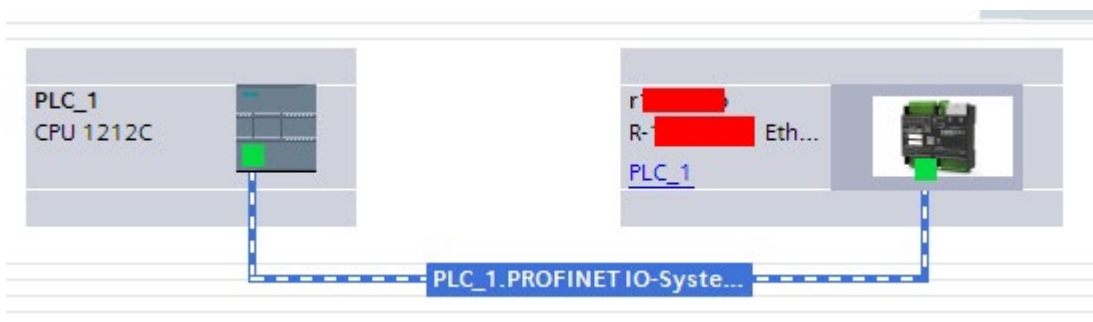 PLC_1
CPU 1212C
r
R- Eth...
PLC_1
PLC_1.PROFINET IO-Syste...